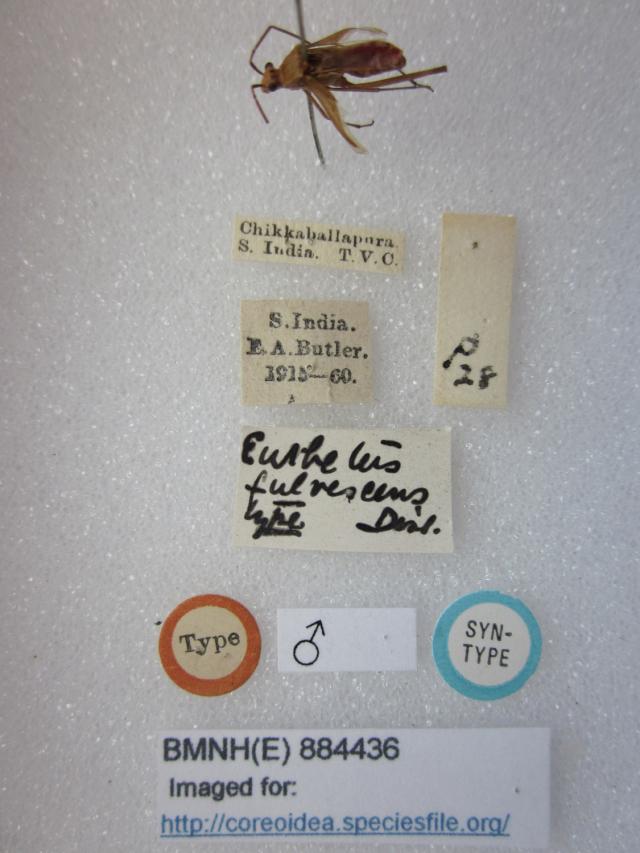 Chikkaballapura.
S. India. T. V. C.
S. India.
E. A. Butler.
1915—60.
28
Euthetus
fulvescens
type Dist.
Type
♂
SYN-
TYPE
BMNH(E) 884436
Imaged for:
http://coreoidea.speciesfile.org/